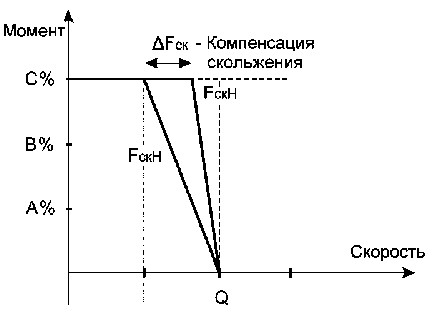 Момент
ΔFск - Компенсация
скольжения
C%
FскН
B%
FскН
A%
Скорость
Q